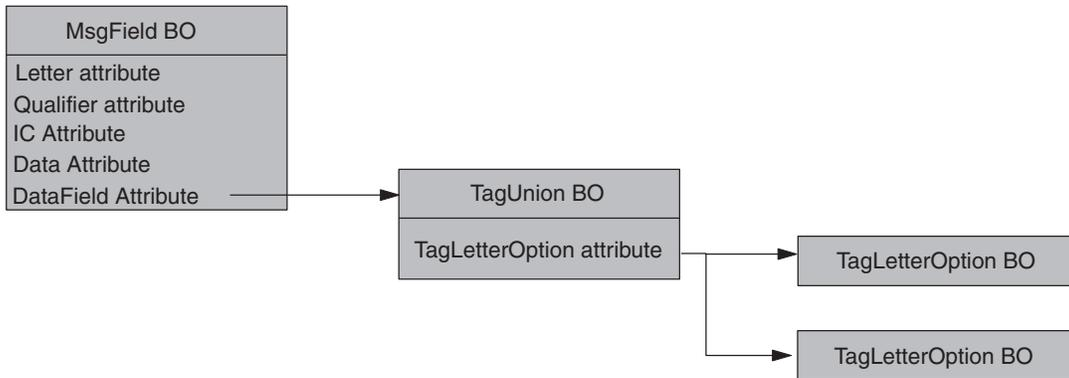 MsgField BO
Letter attribute
Qualifier attribute
IC Attribute
Data Attribute
DataField Attribute
TagUnion BO
TagLetterOption attribute
TagLetterOption BO
TagLetterOption BO